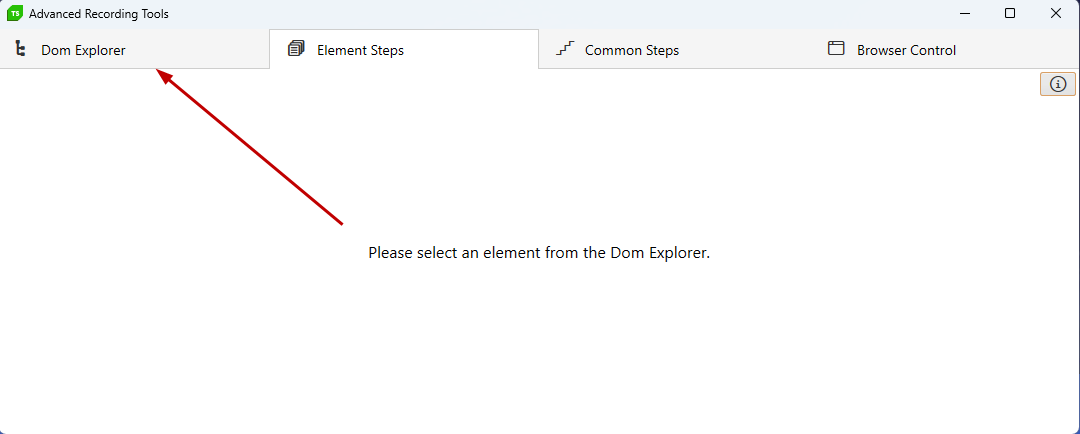 TS Advanced Recording Tools
Dom Explorer Element Steps Common Steps Browser Control
Please select an element from the Dom Explorer.